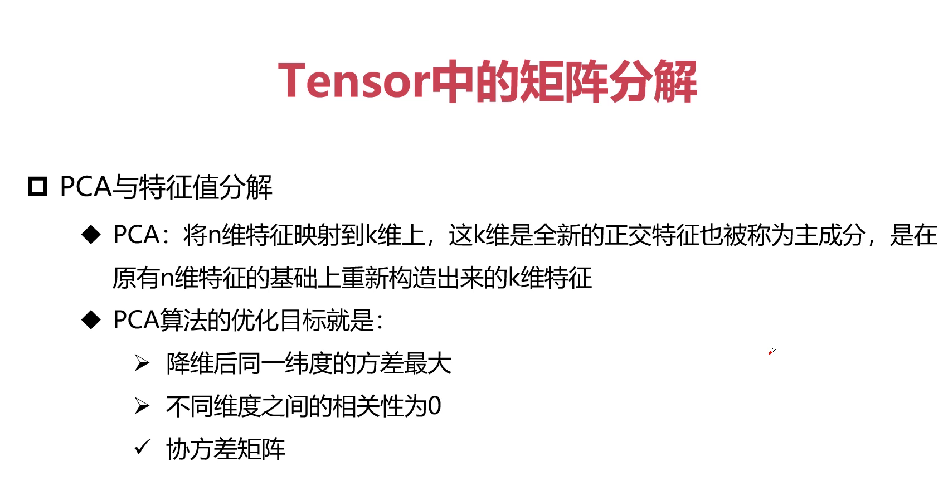 Tensor中的矩阵分解
PCA与特征值分解
PCA：将n维特征映射到k维上，这k维是全新的正交特征也被称为主成分，是在
原有n维特征的基础上重新构造出来的k维特征
PCA算法的优化目标就是：
降维后同一纬度的方差最大
不同维度之间的相关性为0
协方差矩阵